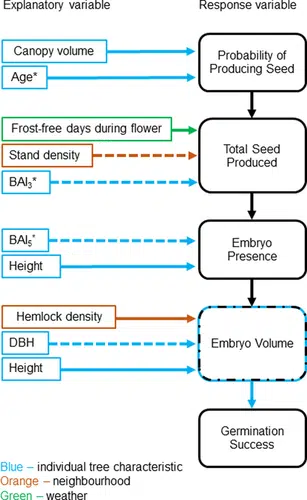 Explanatory variable
Response variable
Canopy volume
Age*
Probability of
Producing Seed
Frost-free days during flower
Stand density
BAI₃*
Total Seed
Produced
BAI₅*
Height
Embryo
Presence
Hemlock density
DBH
Height
Embryo Volume
Germination
Success
Blue – individual tree characteristic
Orange – neighbourhood
Green – weather